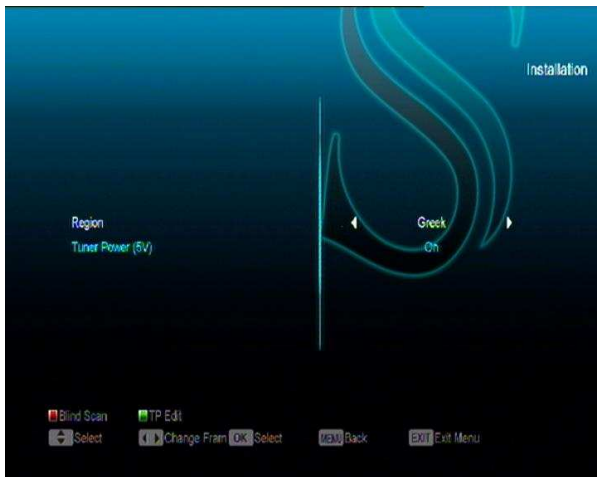 Installation
Region Greek
Tuner Power (5V) On
Blind Scan TP Edit
Select Change Fram OK Select MENU Back EXIT Exit Menu